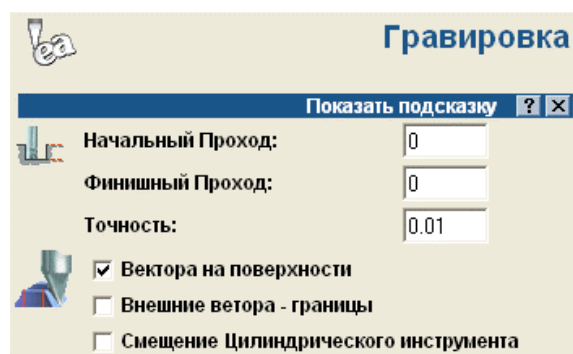 Гравировка
Показать подсказку ? ×
Начальный Проход: 0
Финишный Проход: 0
Точность: 0.01
Вектора на поверхности
Внешние ветора - границы
Смещение Цилиндрического инструмента